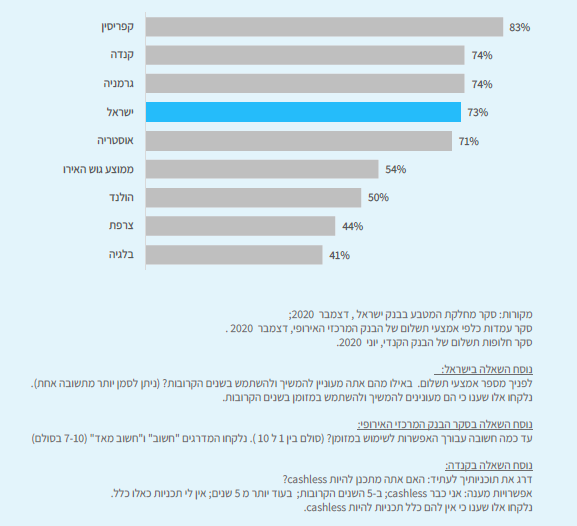 קפריסין 83%
קנדה 74%
גרמניה 74%
ישראל 73%
אוסטריה 71%
ממוצע גוש האירו 54%
הולנד 50%
צרפת 44%
בלגיה 41%
מקורות: סקר מחלקת המטבע בבנק ישראל , דצמבר 2020;
סקר עמדות כלפי אמצעי תשלום של הבנק המרכזי האירופי, דצמבר 2020 .
סקר חלופות תשלום של הבנק הקנדי, יוני 2020.
נוסח השאלה בישראל:
לפניך מספר אמצעי תשלום. באילו מהם אתה מעוניין להמשיך ולהשתמש בשנים הקרובות? (ניתן לסמן יותר מתשובה אחת).
נלקחו אלו שענו כי הם מעונינים להמשיך ולהשתמש במזומן בשנים הקרובות.
נוסח השאלה בסקר הבנק המרכזי האירופי:
עד כמה חשובה עבורך האפשרות לשימוש במזומן? (סולם בין 1 ל 10 ). נלקחו המדרגים "חשוב" ו"חשוב מאד" (7-10 בסולם)
נוסח השאלה בקנדה:
דרג את תוכניותיך לעתיד: האם אתה מתכנן להיות cashless?
אפשרויות מענה: אני כבר cashless; ב-5 השנים הקרובות; בעוד יותר מ 5 שנים; אין לי תכניות כאלו כלל.
נלקחו אלו שענו כי אין להם כלל תכניות להיות cashless.